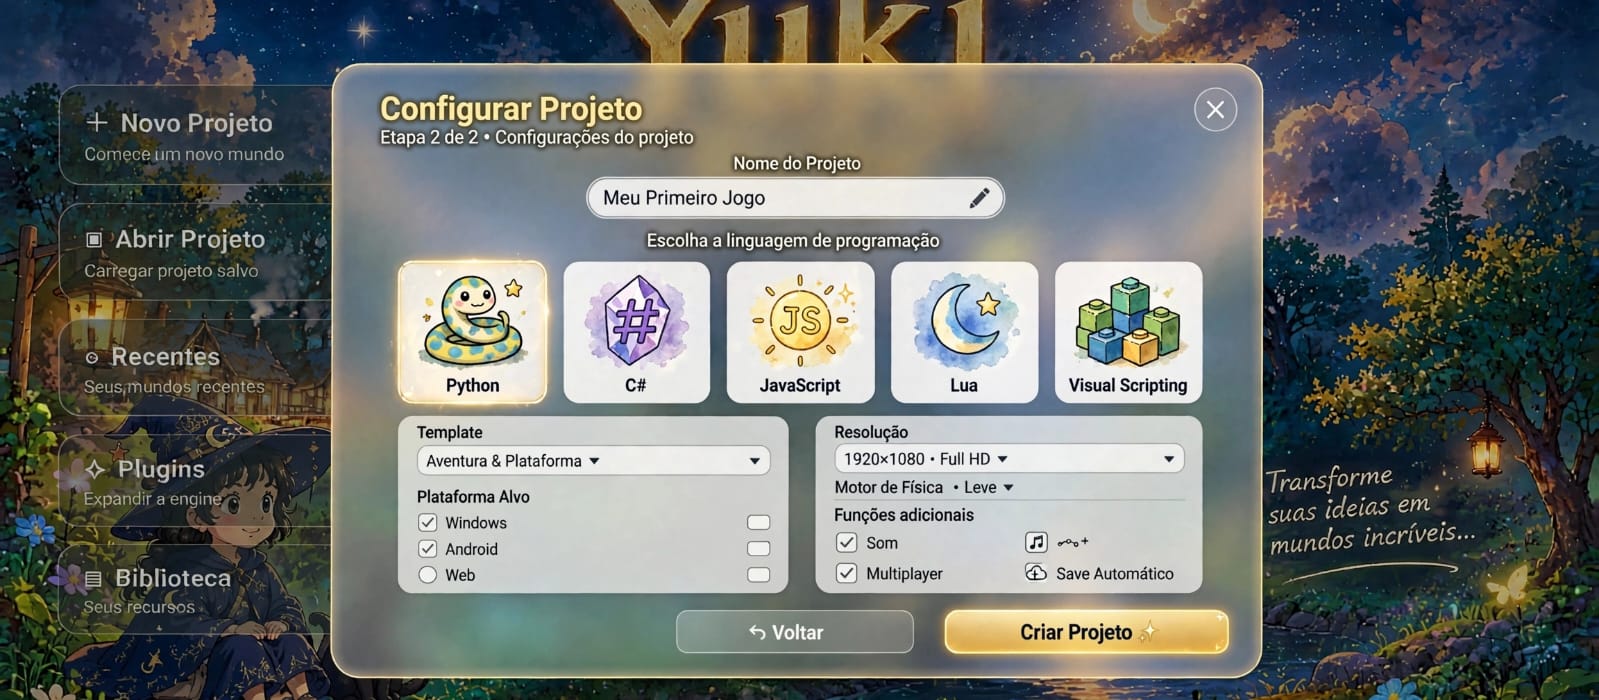 Yuki
Configurar Projeto
Etapa 2 de 2 • Configurações do projeto
Nome do Projeto
Meu Primeiro Jogo
Escolha a linguagem de programação
Python
#
C#
JS
JavaScript
Lua
Visual Scripting
Template
Aventura & Plataforma
Plataforma Alvo
Windows
Android
Web
Resolução
1920×1080 • Full HD
Motor de Física • Leve
Funções adicionais
Som
Multiplayer
Save Automático
Voltar
Criar Projeto
Novo Projeto
Comece um novo mundo
Abrir Projeto
Carregar projeto salvo
Recentes
Seus mundos recentes
Plugins
Expandir a engine
Biblioteca
Seus recursos
Transforme
suas ideias em
mundos incríveis...